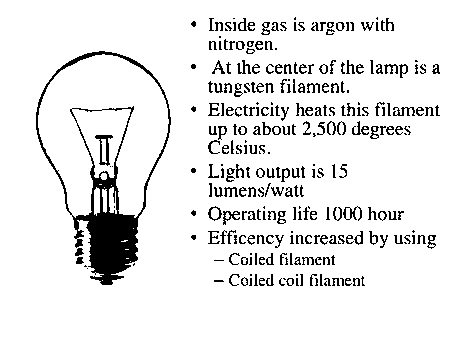 • Inside gas is argon with
nitrogen.
• At the center of the lamp is a
tungsten filament.
• Electricity heats this filament
up to about 2,500 degrees
Celsius.
• Light output is 15
lumens/watt
• Operating life 1000 hour
• Efficency increased by using
– Coiled filament
– Coiled coil filament